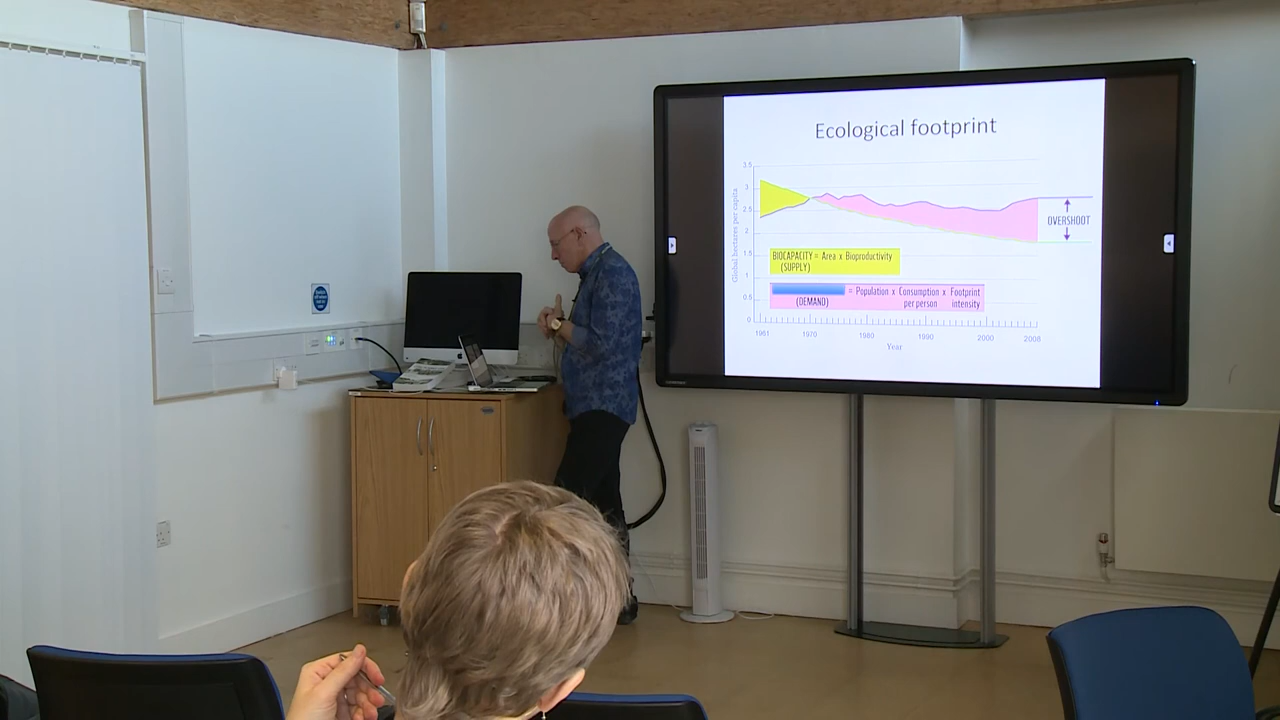 Ecological footprint
3.5
3
2.5
2
1.5
1
0.5
0
Global hectares per capita
OVERSHOOT
BIOCAPACITY = Area x Bioproductivity
(SUPPLY)
= Population x Consumption x Footprint
(DEMAND) per person intensity
1961 1970 1980 1990 2000 2008
Year